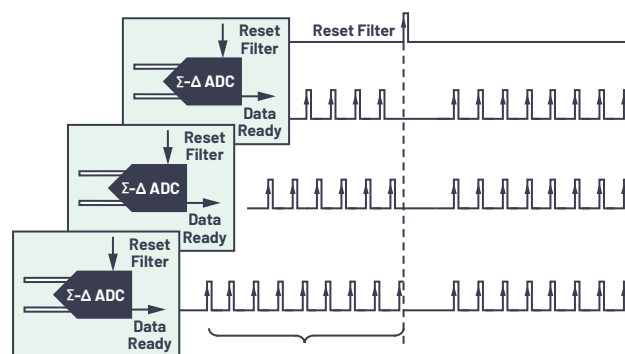 Reset
Filter
Σ-Δ ADC
Data
Ready
Reset Filter
Reset
Filter
Σ-Δ ADC
Data
Ready
Reset
Filter
Σ-Δ ADC
Data
Ready